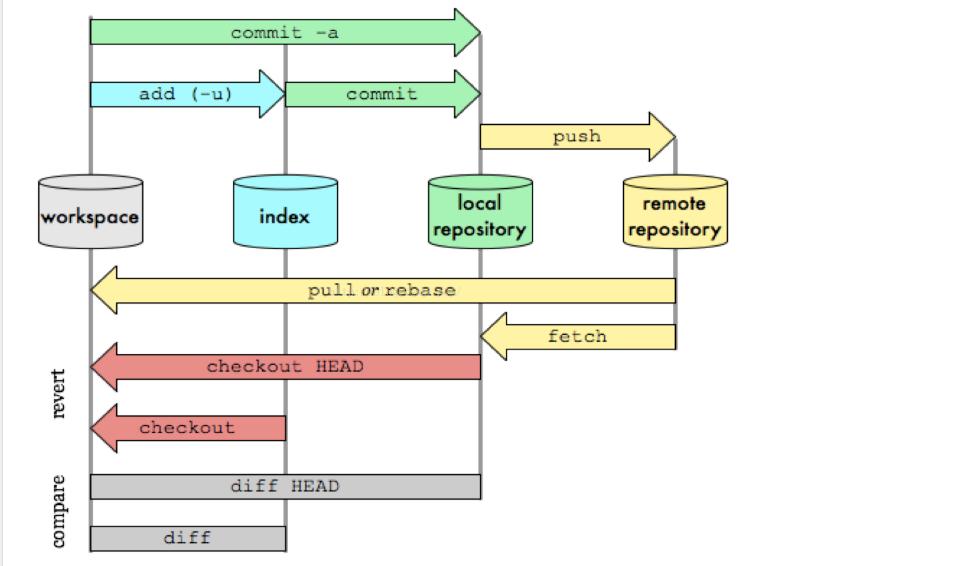 commit -a
add (-u)
commit
push
workspace
index
local
repository
remote
repository
pull or rebase
fetch
revert
checkout HEAD
checkout
compare
diff HEAD
diff